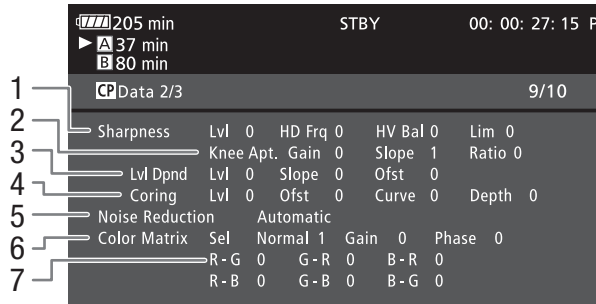 205 min STBY 00: 00: 27: 15 P
A 37 min
B 80 min
CP Data 2/3 9/10
1 Sharpness Lvl 0 HD Frq 0 HV Bal 0 Lim 0
2 Knee Apt. Gain 0 Slope 1 Ratio 0
3 Lvl Dpnd Lvl 0 Slope 0 Ofst 0
4 Coring Lvl 0 Ofst 0 Curve 0 Depth 0
5 Noise Reduction Automatic
6 Color Matrix Sel Normal 1 Gain 0 Phase 0
7 R - G 0 G - R 0 B - R 0
R - B 0 G - B 0 B - G 0